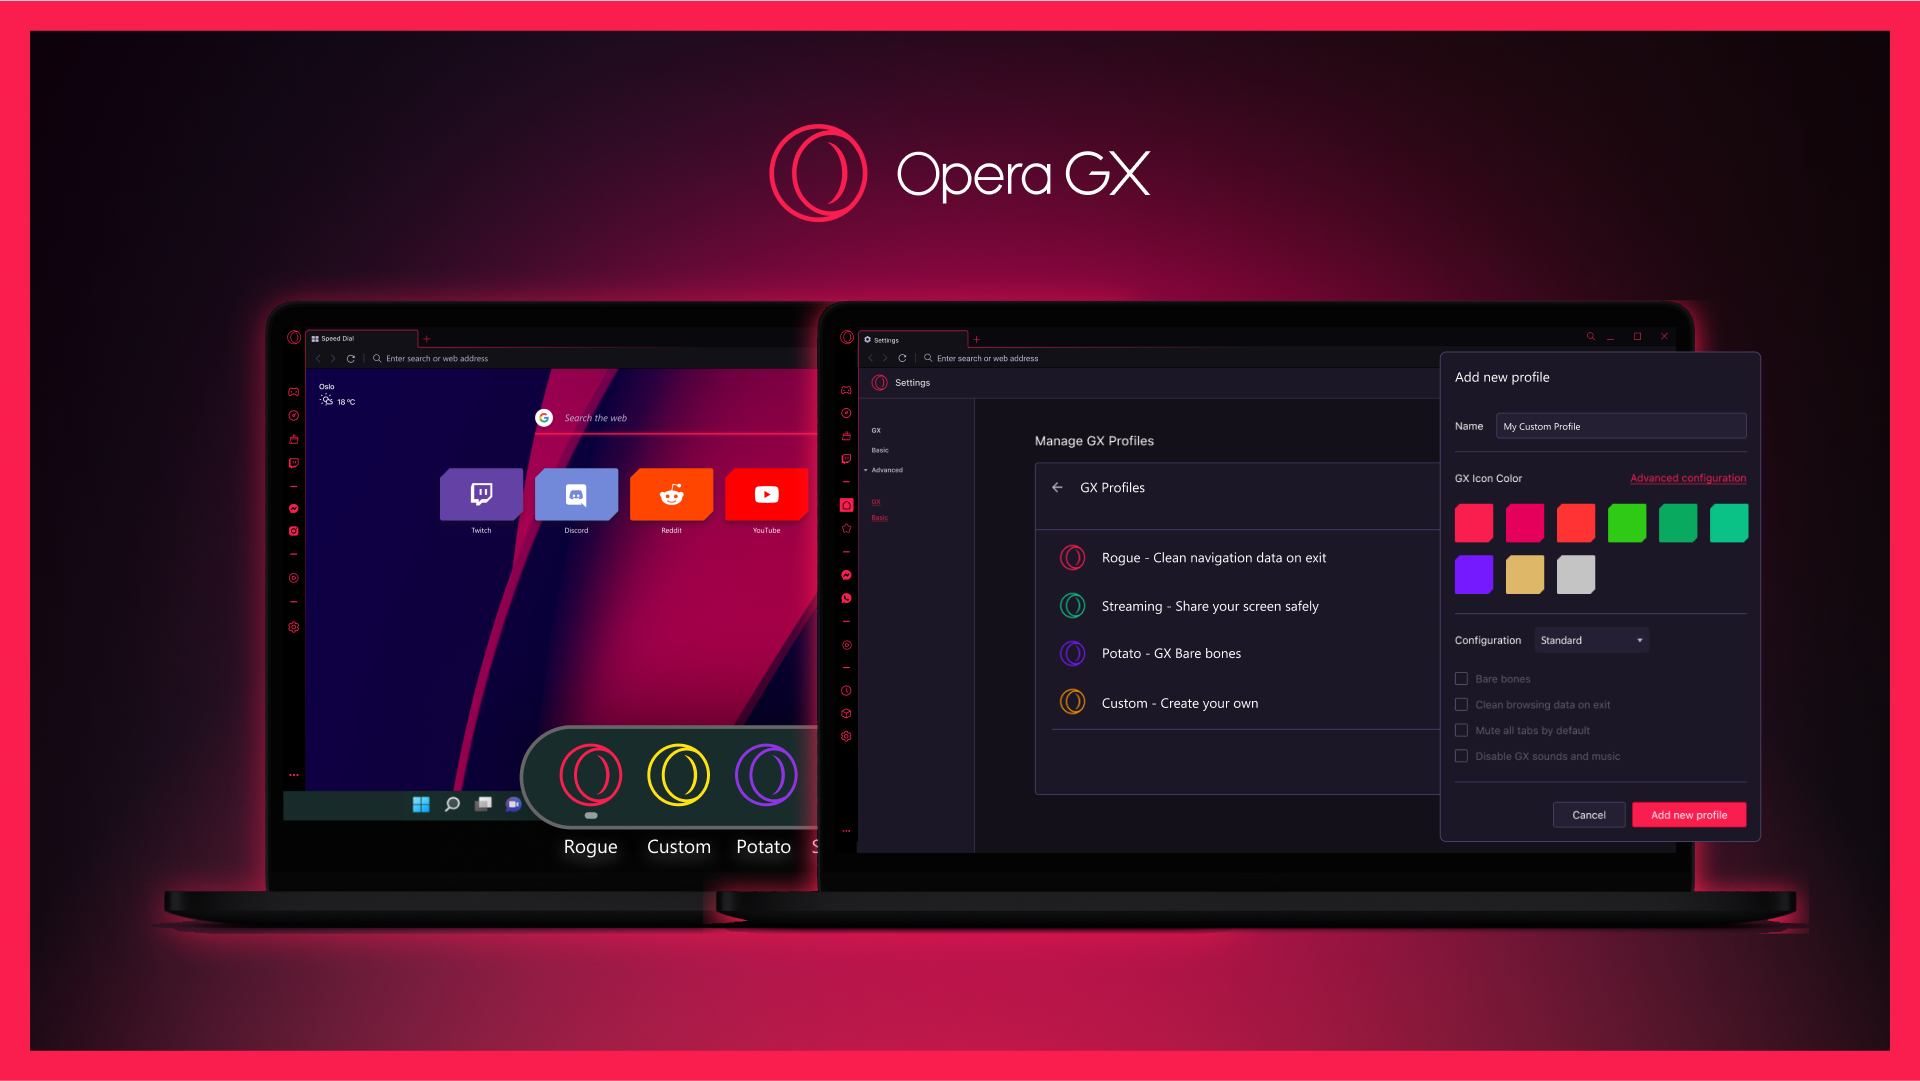 Opera GX
Speed Dial
Enter search or web address
Oslo
18 °C
G
Search the web
Twitch
Discord
Reddit
YouTube
Rogue
Custom
Potato
S
Settings
Enter search or web address
Settings
GX
Basic
Advanced
GX
Basic
Manage GX Profiles
GX Profiles
Rogue - Clean navigation data on exit
Streaming - Share your screen safely
Potato - GX Bare bones
Custom - Create your own
Add new profile
Name
My Custom Profile
GX Icon Color
Advanced configuration
Configuration
Standard
Bare bones
Clean browsing data on exit
Mute all tabs by default
Disable GX sounds and music
Cancel
Add new profile